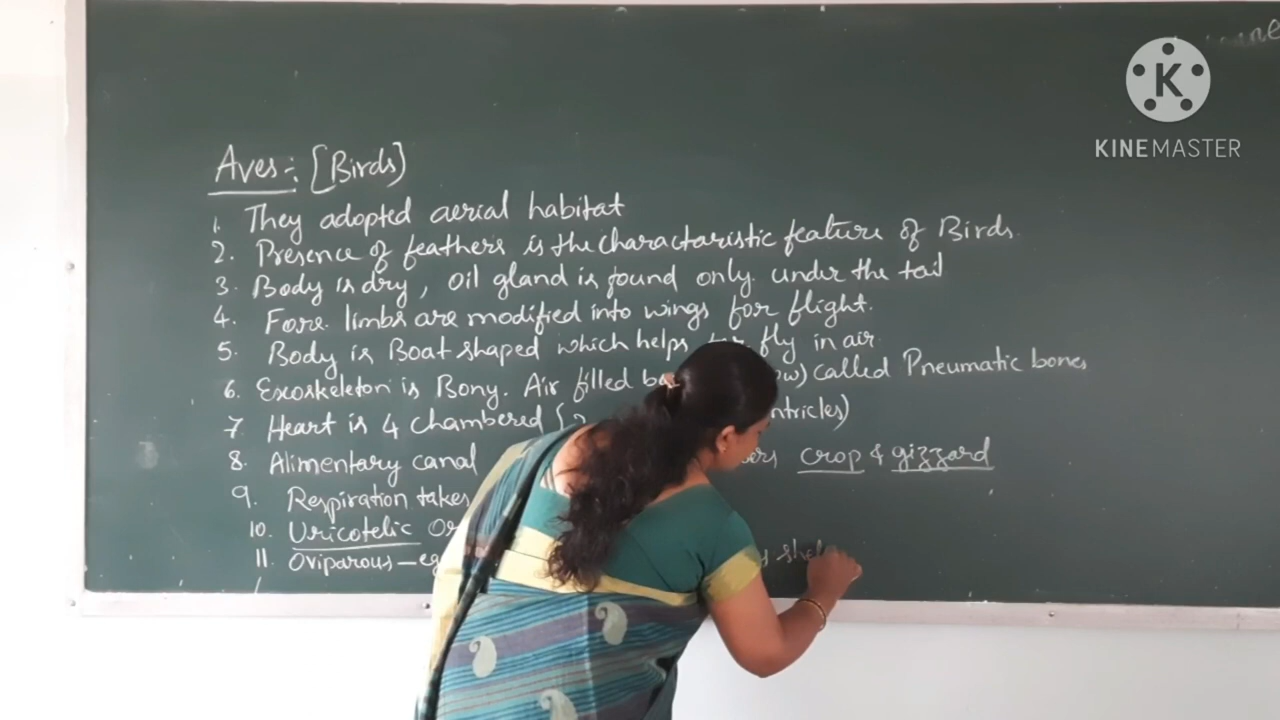 KINEMASTER
Aves:- [Birds]
1. They adopted aerial habitat
2. Presence of feathers is the charactaristic feature of Birds.
3. Body is dry, oil gland is found only under the tail
4. Fore limbs are modified into wings for flight.
5. Body is Boat shaped which helps fly in air
6. Exoskeleton is Bony. Air filled called Pneumatic bones
7 Heart is 4 chambered
8. Alimentary canal crop & gizzard
9. Respiration takes
10. Uricotelic
11. Oviparous –